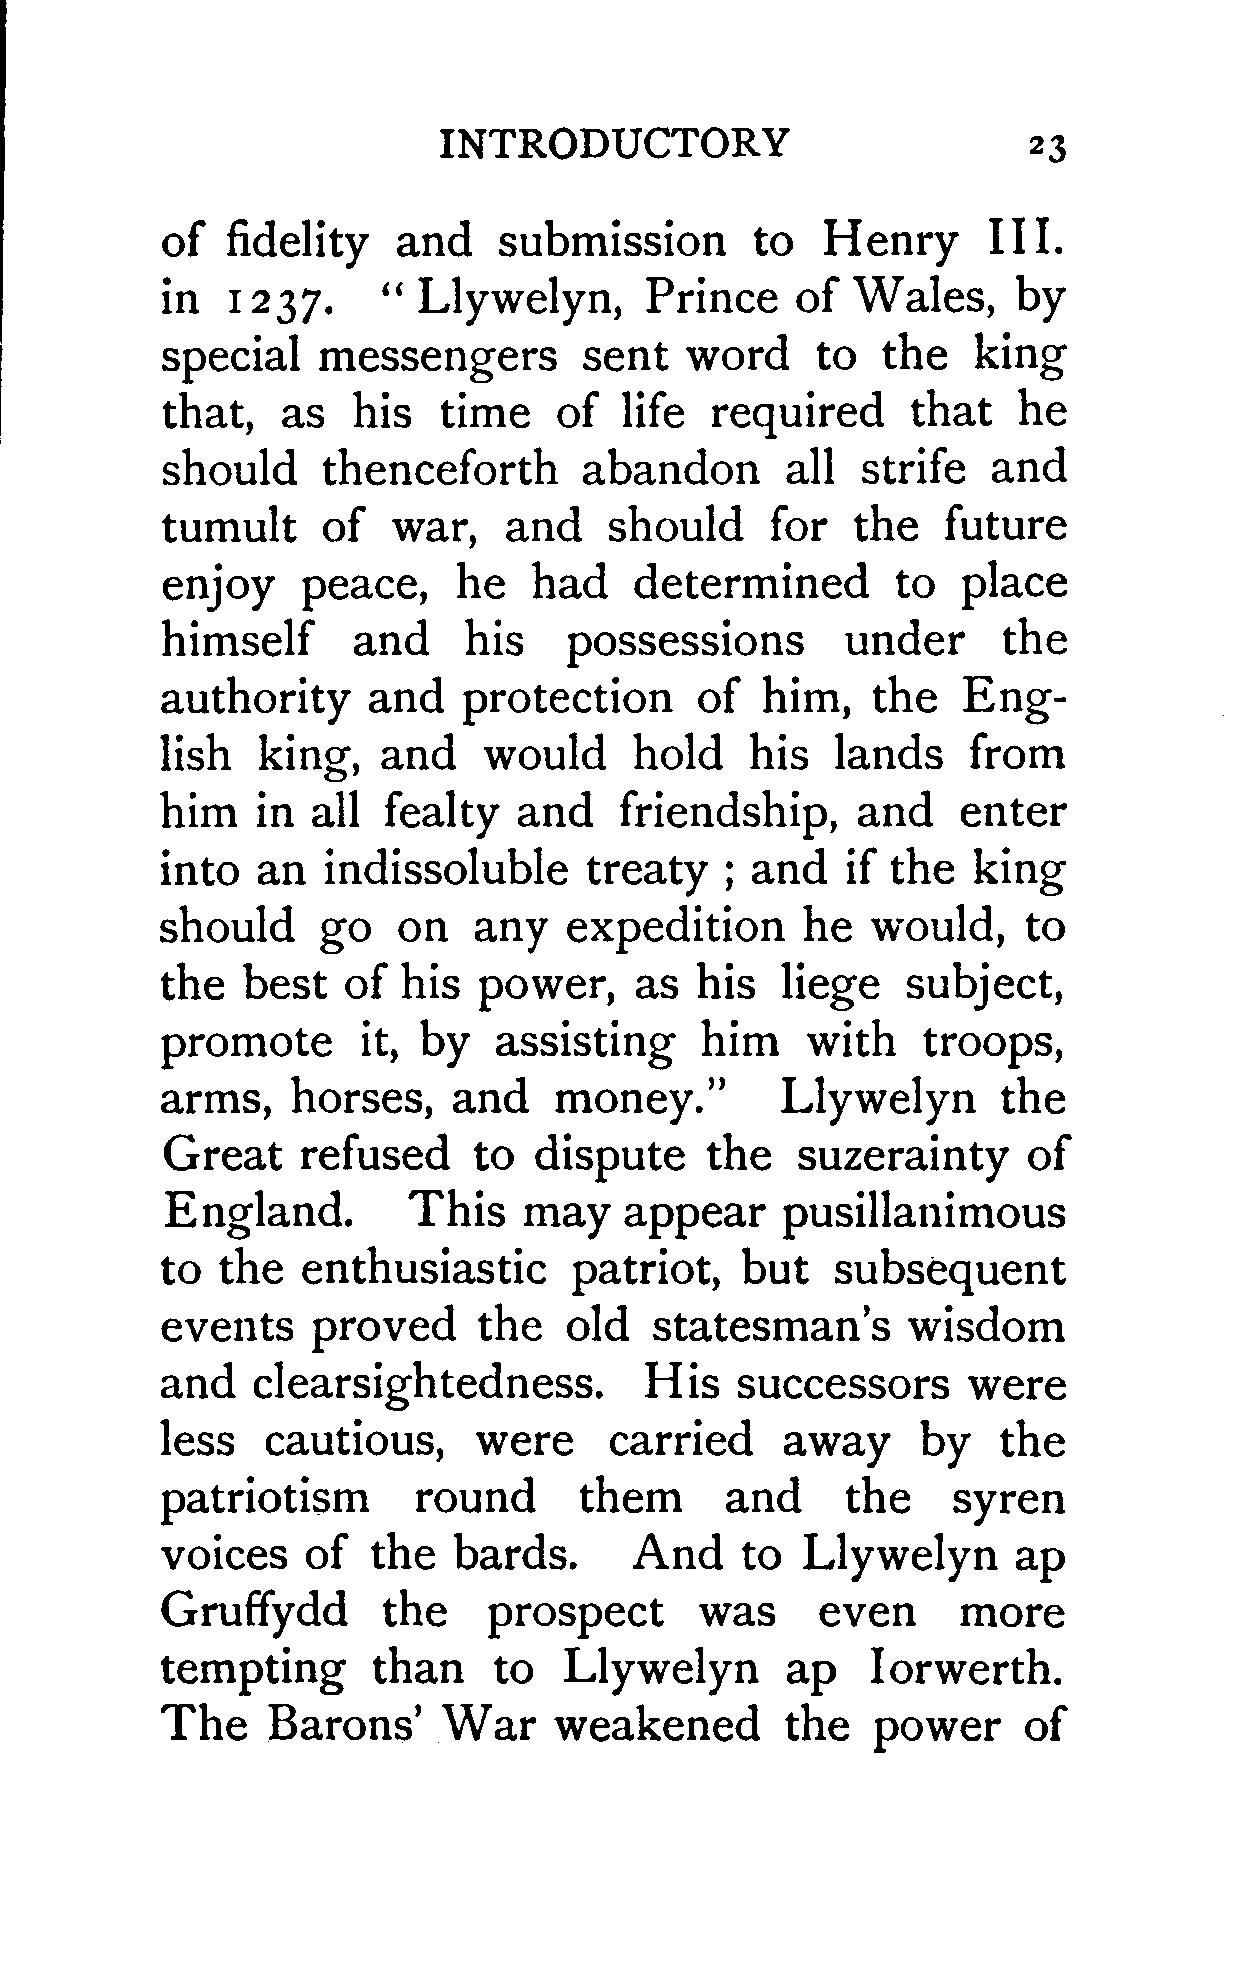 INTRODUCTORY 23
of fidelity and submission to Henry III.
in 1237. “ Llywelyn, Prince of Wales, by
special messengers sent word to the king
that, as his time of life required that he
should thenceforth abandon all strife and
tumult of war, and should for the future
enjoy peace, he had determined to place
himself and his possessions under the
authority and protection of him, the Eng-
lish king, and would hold his lands from
him in all fealty and friendship, and enter
into an indissoluble treaty ; and if the king
should go on any expedition he would, to
the best of his power, as his liege subject,
promote it, by assisting him with troops,
arms, horses, and money.” Llywelyn the
Great refused to dispute the suzerainty of
England. This may appear pusillanimous
to the enthusiastic patriot, but subsequent
events proved the old statesman's wisdom
and clearsightedness. His successors were
less cautious, were carried away by the
patriotism round them and the syren
voices of the bards. And to Llywelyn ap
Gruffydd the prospect was even more
tempting than to Llywelyn ap Iorwerth.
The Barons' War weakened the power of